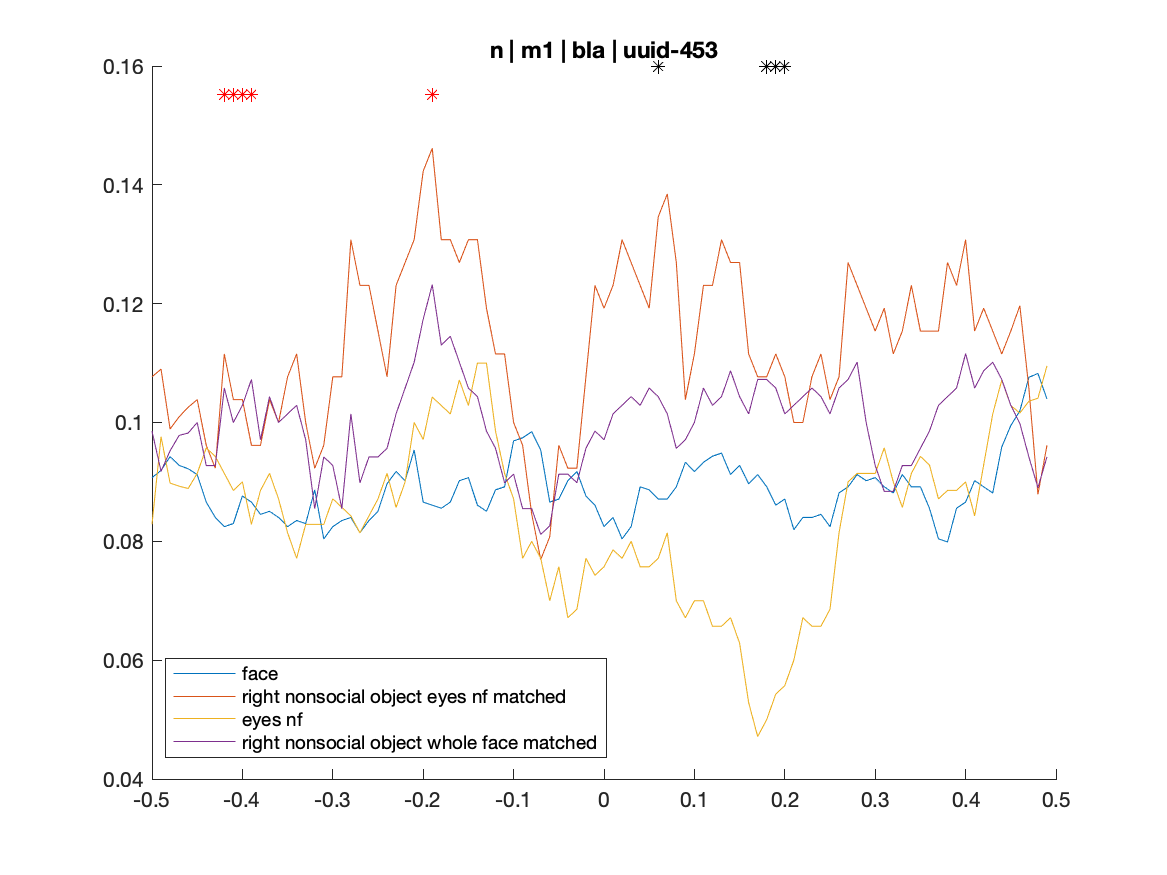 n | m1 | bla | uuid-453
0.16
0.14
0.12
0.1
0.08
0.06
0.04
face
right nonsocial object eyes nf matched
eyes nf
right nonsocial object whole face matched
-0.5 -0.4 -0.3 -0.2 -0.1 0 0.1 0.2 0.3 0.4 0.5